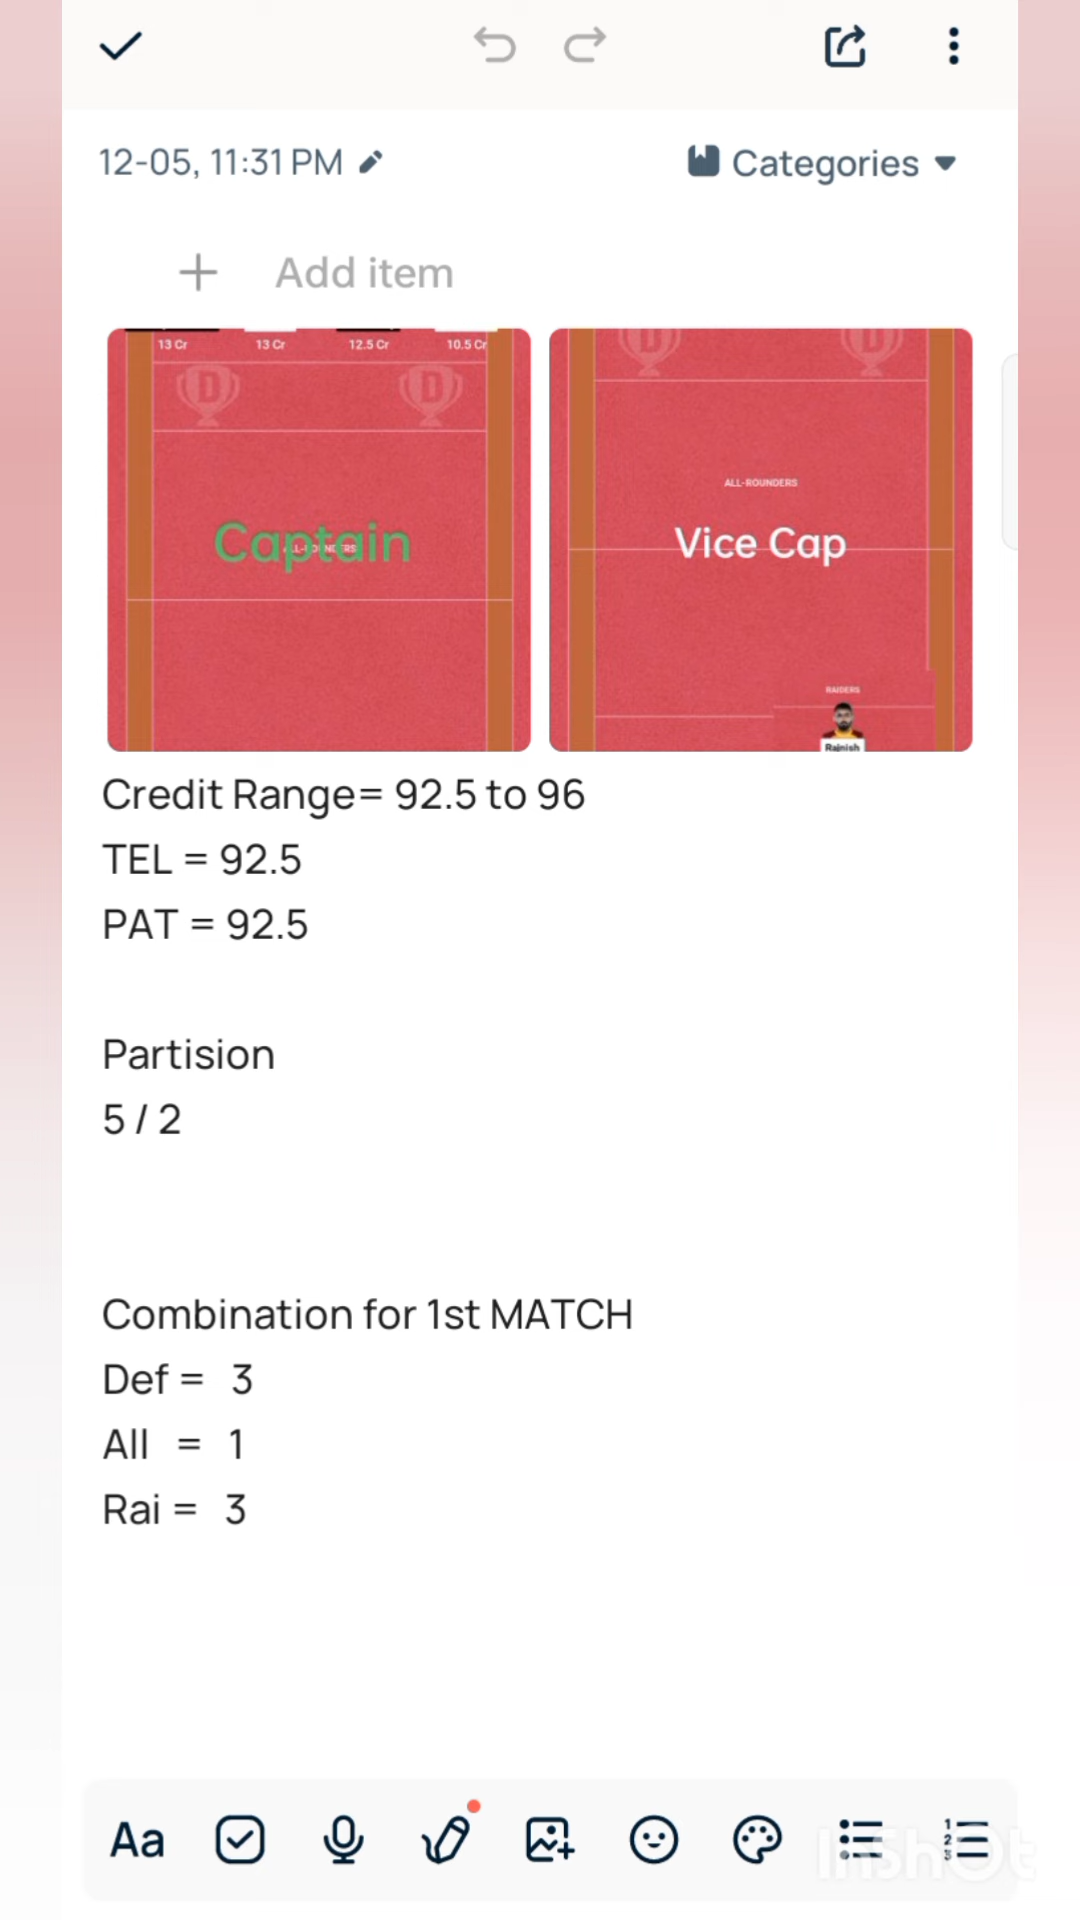 12-05, 11:31 PM
Categories
Add item
13 Cr 13 Cr 12.5 Cr 10.5 Cr
D D
Captain
D D
ALL-ROUNDERS
Vice Cap
RAIDERS
Rajnish
Credit Range= 92.5 to 96
TEL = 92.5
PAT = 92.5
Partision
5 / 2
Combination for 1st MATCH
Def = 3
All = 1
Rai = 3
Aa
InShOt